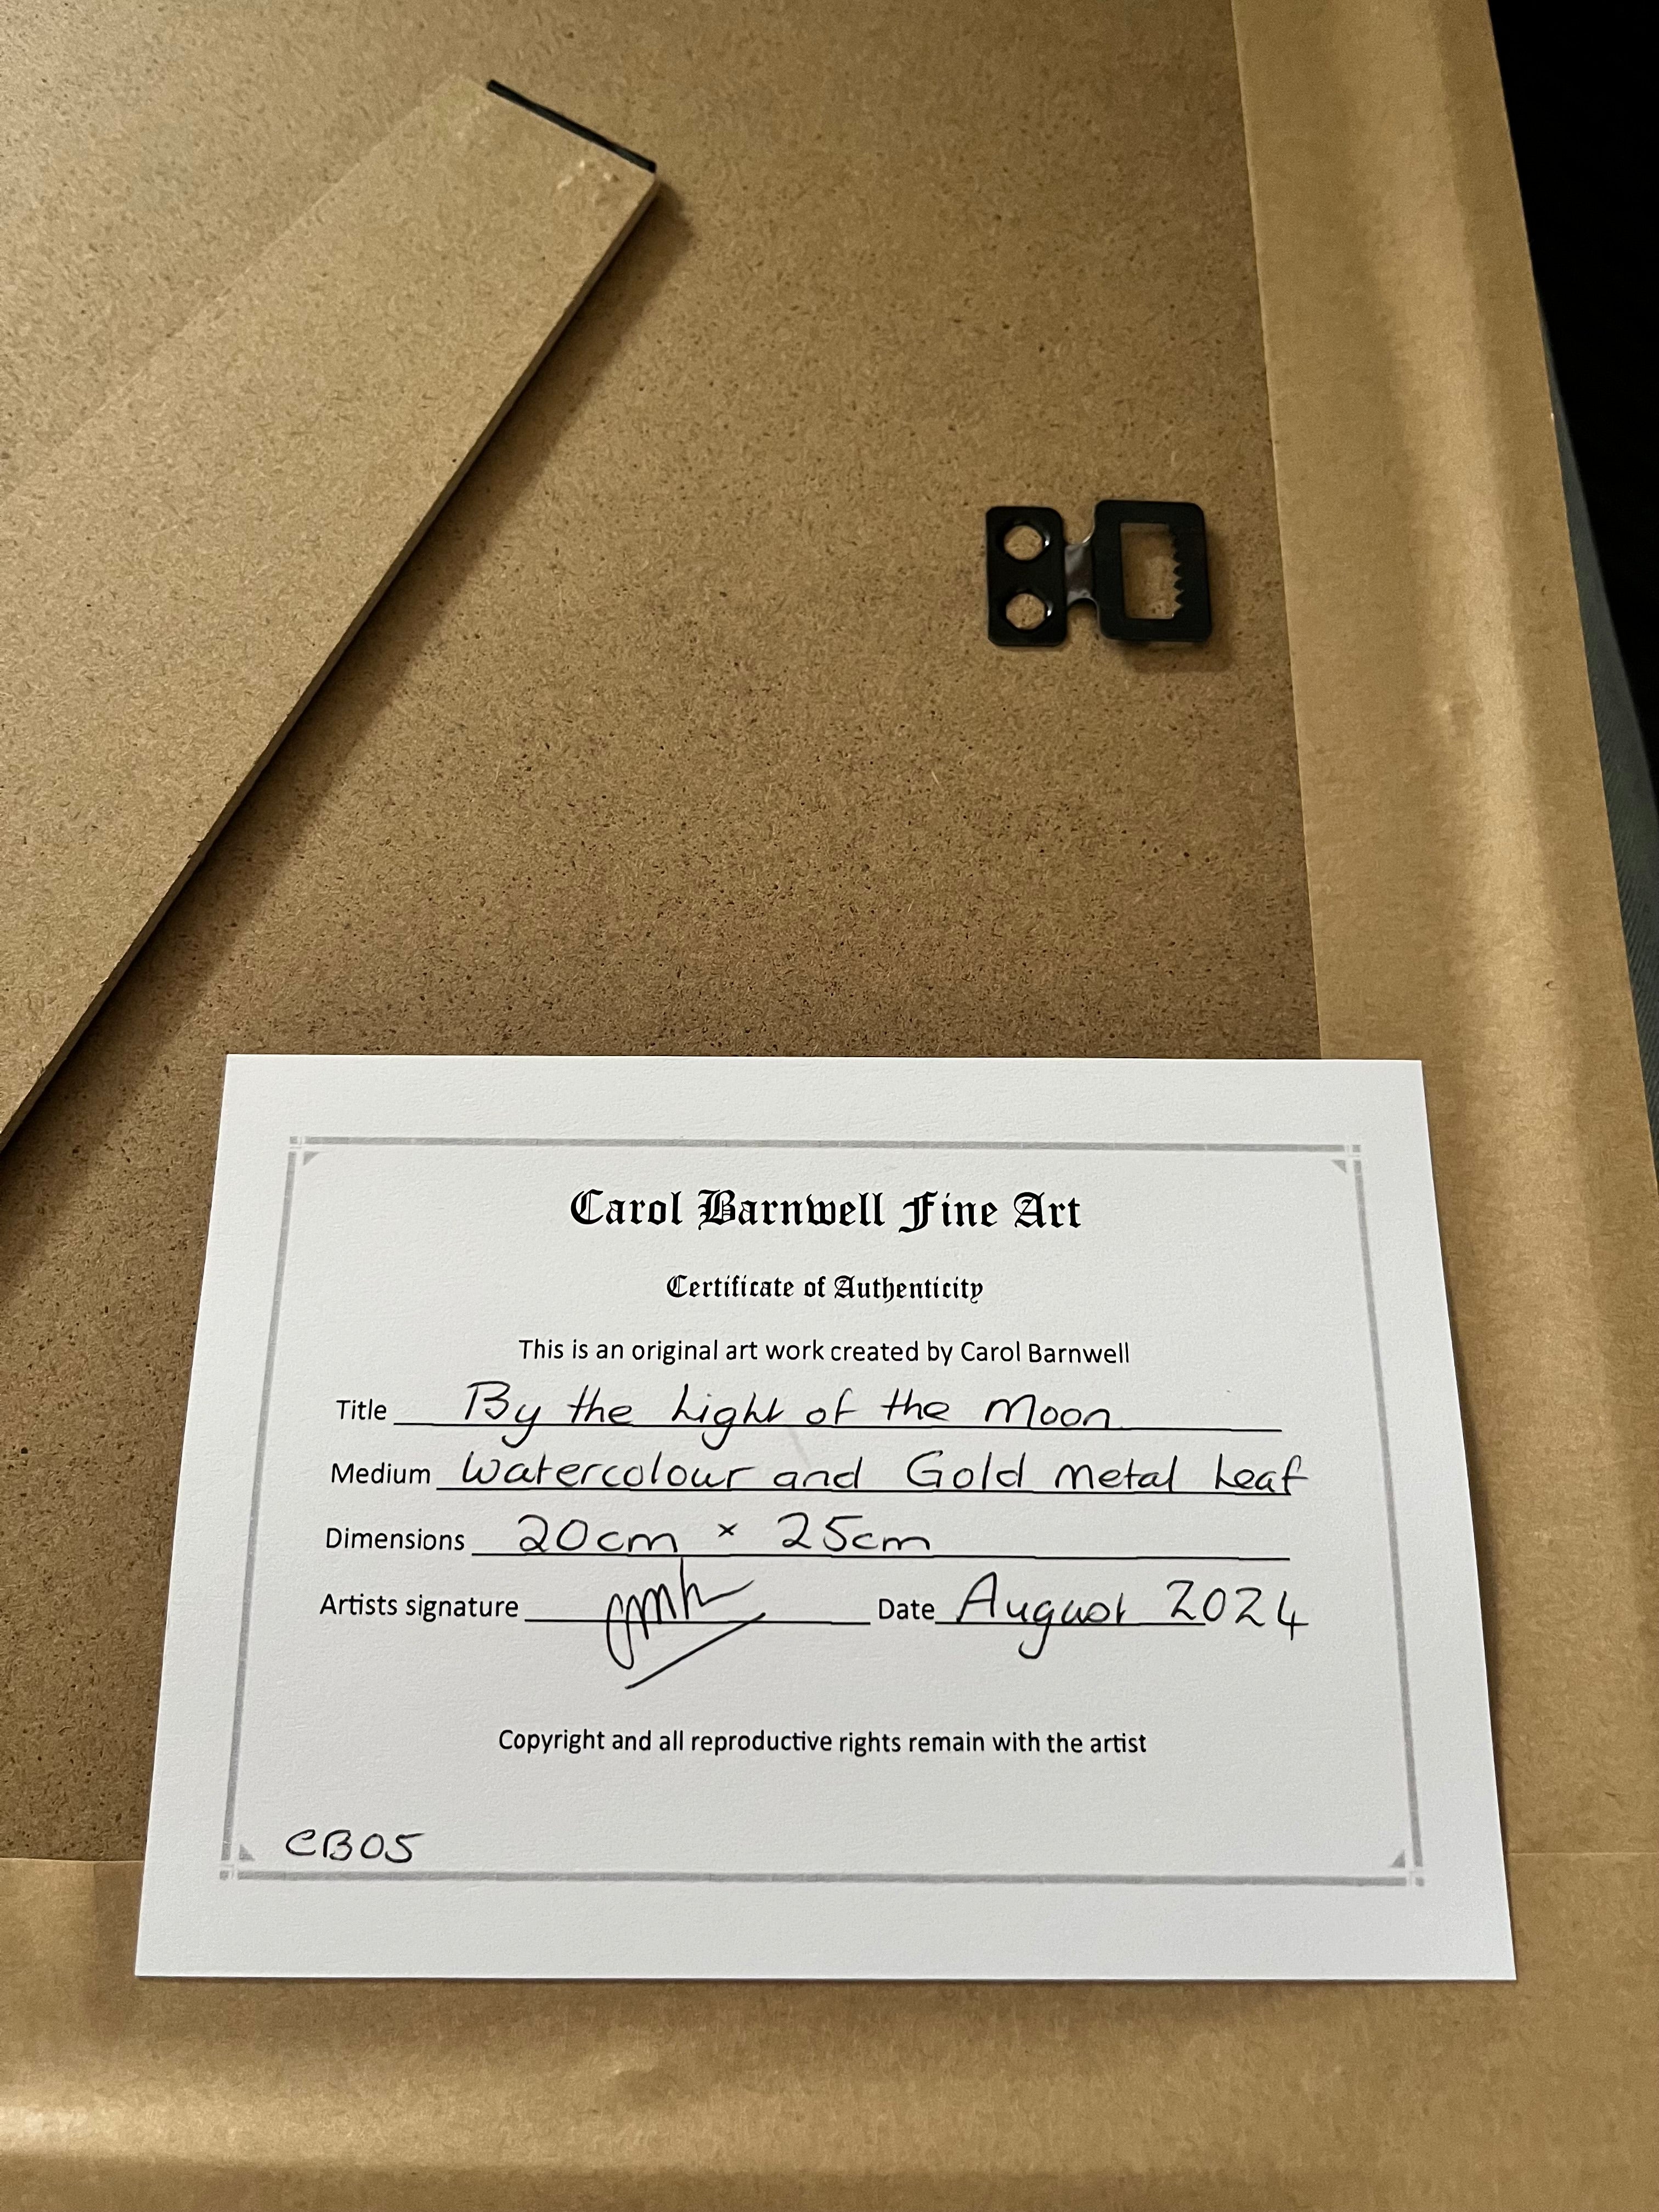 Carol Barnwell Fine Art
Certificate of Authenticity
This is an original art work created by Carol Barnwell
Title By the Light of the Moon
Medium Watercolour and Gold Metal Leaf
Dimensions 20cm × 25cm
Artists signature Date August 2024
Copyright and all reproductive rights remain with the artist
CB05